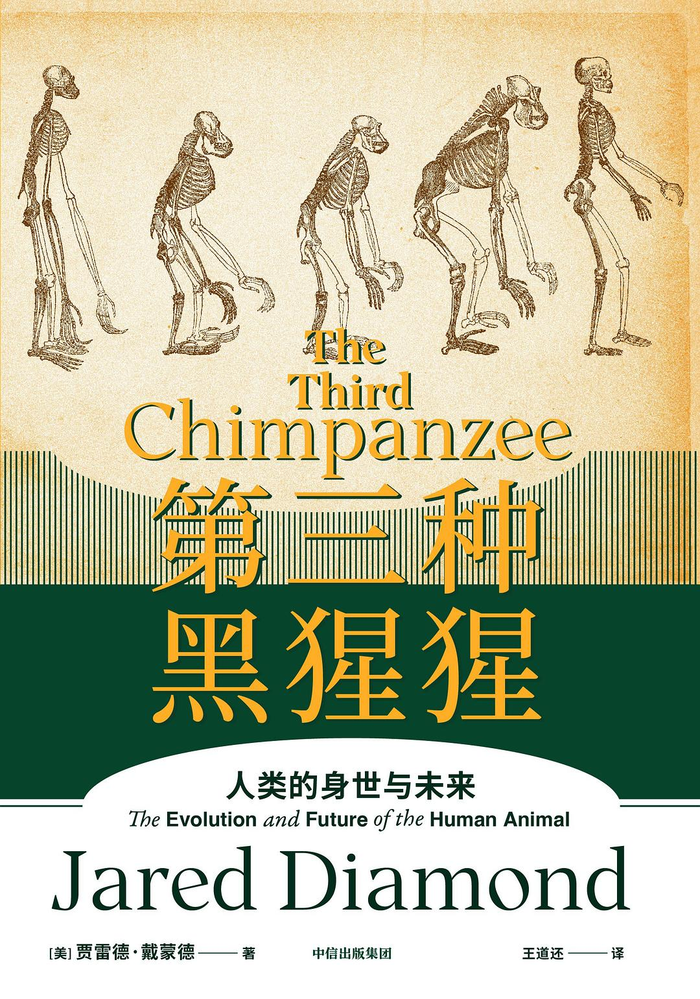 The
Third
Chimpanzee
第三种
黑猩猩
人类的身世与未来
The Evolution and Future of the Human Animal
Jared Diamond
[美] 贾雷德·戴蒙德 —— 著 中信出版集团 王道还 —— 译